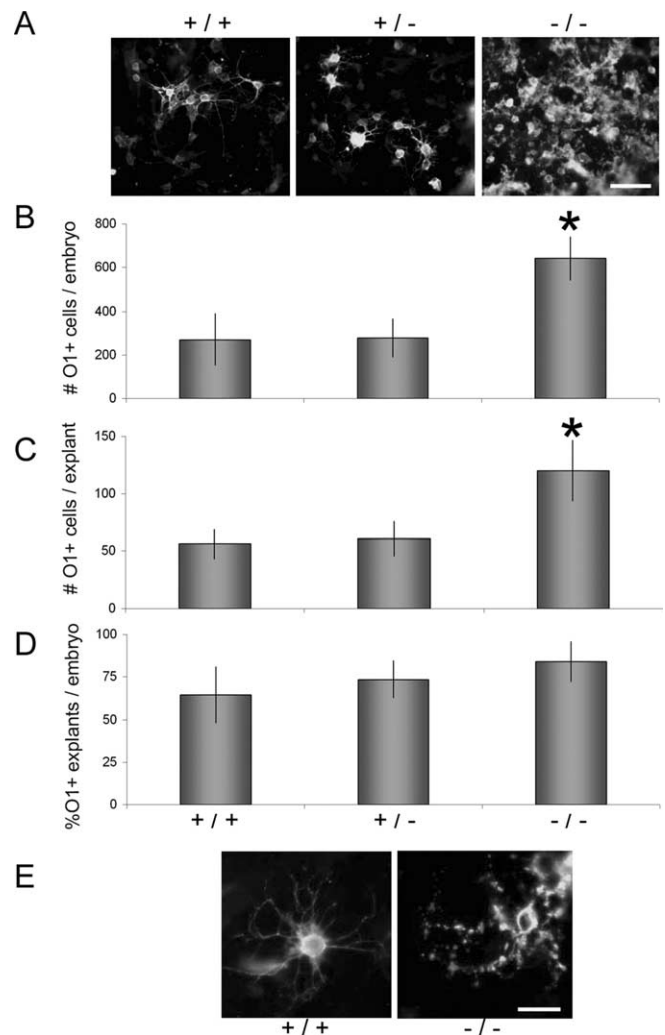 A
+ / + + / - - / -
B
# O1+ cells / embryo
800
600
400
200
0
*
C
# O1+ cells / explant
150
100
50
0
*
D
%O1+ explants / embryo
100
75
50
25
0
+ / + + / - - / -
E
+ / + - / -